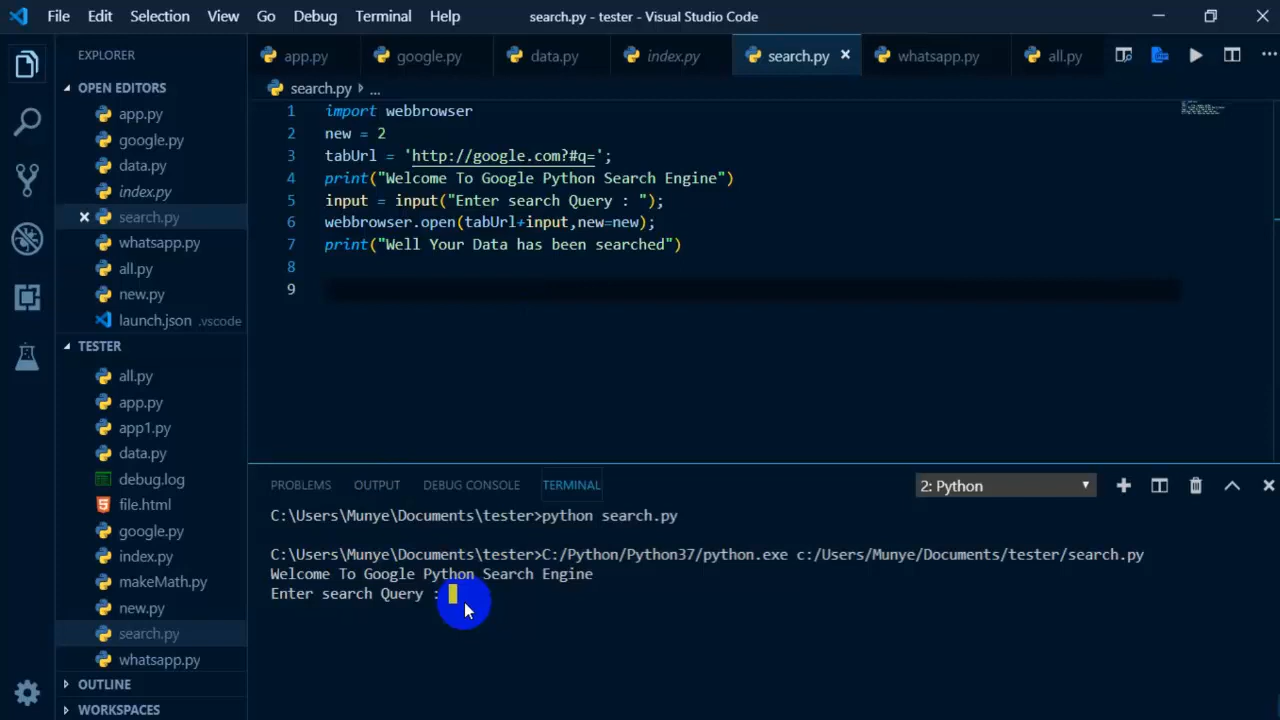 File Edit Selection View Go Debug Terminal Help search.py - tester - Visual Studio Code
EXPLORER
app.py google.py data.py index.py search.py whatsapp.py all.py
OPEN EDITORS
app.py
google.py
data.py
index.py
search.py
whatsapp.py
all.py
new.py
launch.json .vscode
TESTER
all.py
app.py
app1.py
data.py
debug.log
file.html
google.py
index.py
makeMath.py
new.py
search.py
whatsapp.py
OUTLINE
WORKSPACES
search.py ...
1 import webbrowser
2 new = 2
3 tabUrl = 'http://google.com?#q=';
4 print("Welcome To Google Python Search Engine")
5 input = input("Enter search Query : ");
6 webbrowser.open(tabUrl+input,new=new);
7 print("Well Your Data has been searched")
8
9
PROBLEMS OUTPUT DEBUG CONSOLE TERMINAL 2: Python
C:\Users\Munye\Documents\tester>python search.py
C:\Users\Munye\Documents\tester>C:/Python/Python37/python.exe c:/Users/Munye/Documents/tester/search.py
Welcome To Google Python Search Engine
Enter search Query :